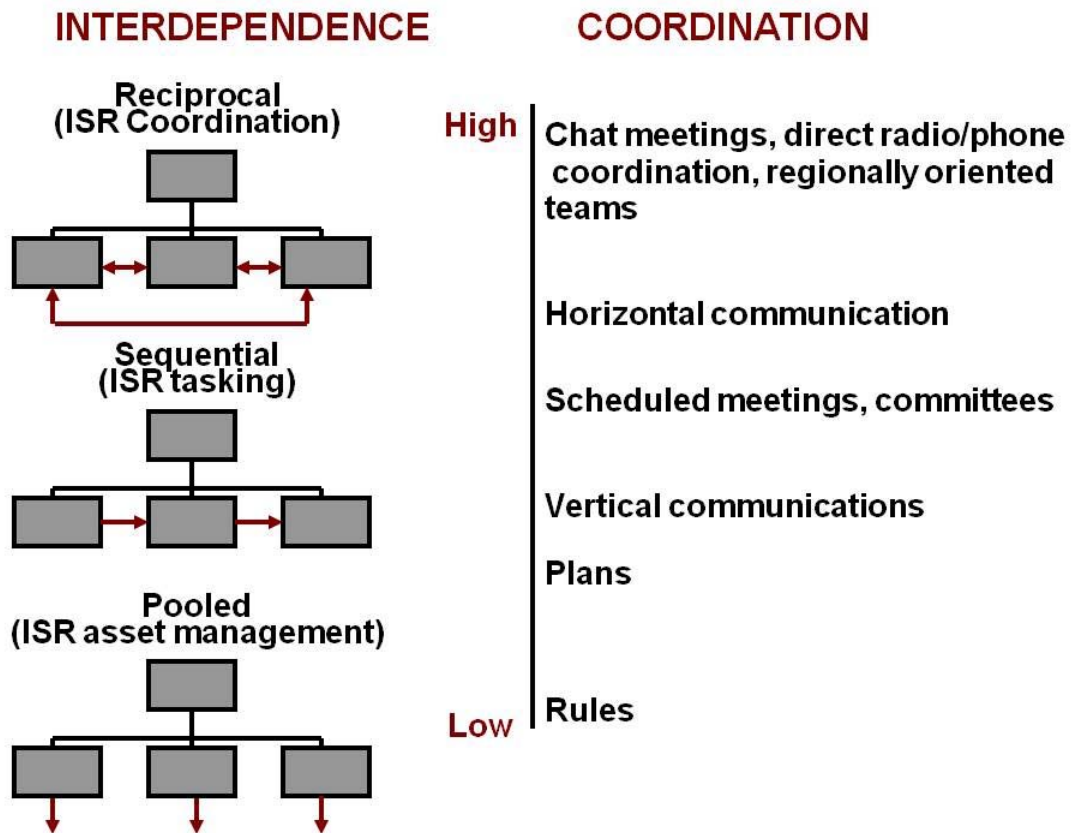 INTERDEPENDENCE
COORDINATION
Reciprocal
(ISR Coordination)
High
Chat meetings, direct radio/phone
coordination, regionally oriented
teams
Horizontal communication
Sequential
(ISR tasking)
Scheduled meetings, committees
Vertical communications
Plans
Pooled
(ISR asset management)
Rules
Low